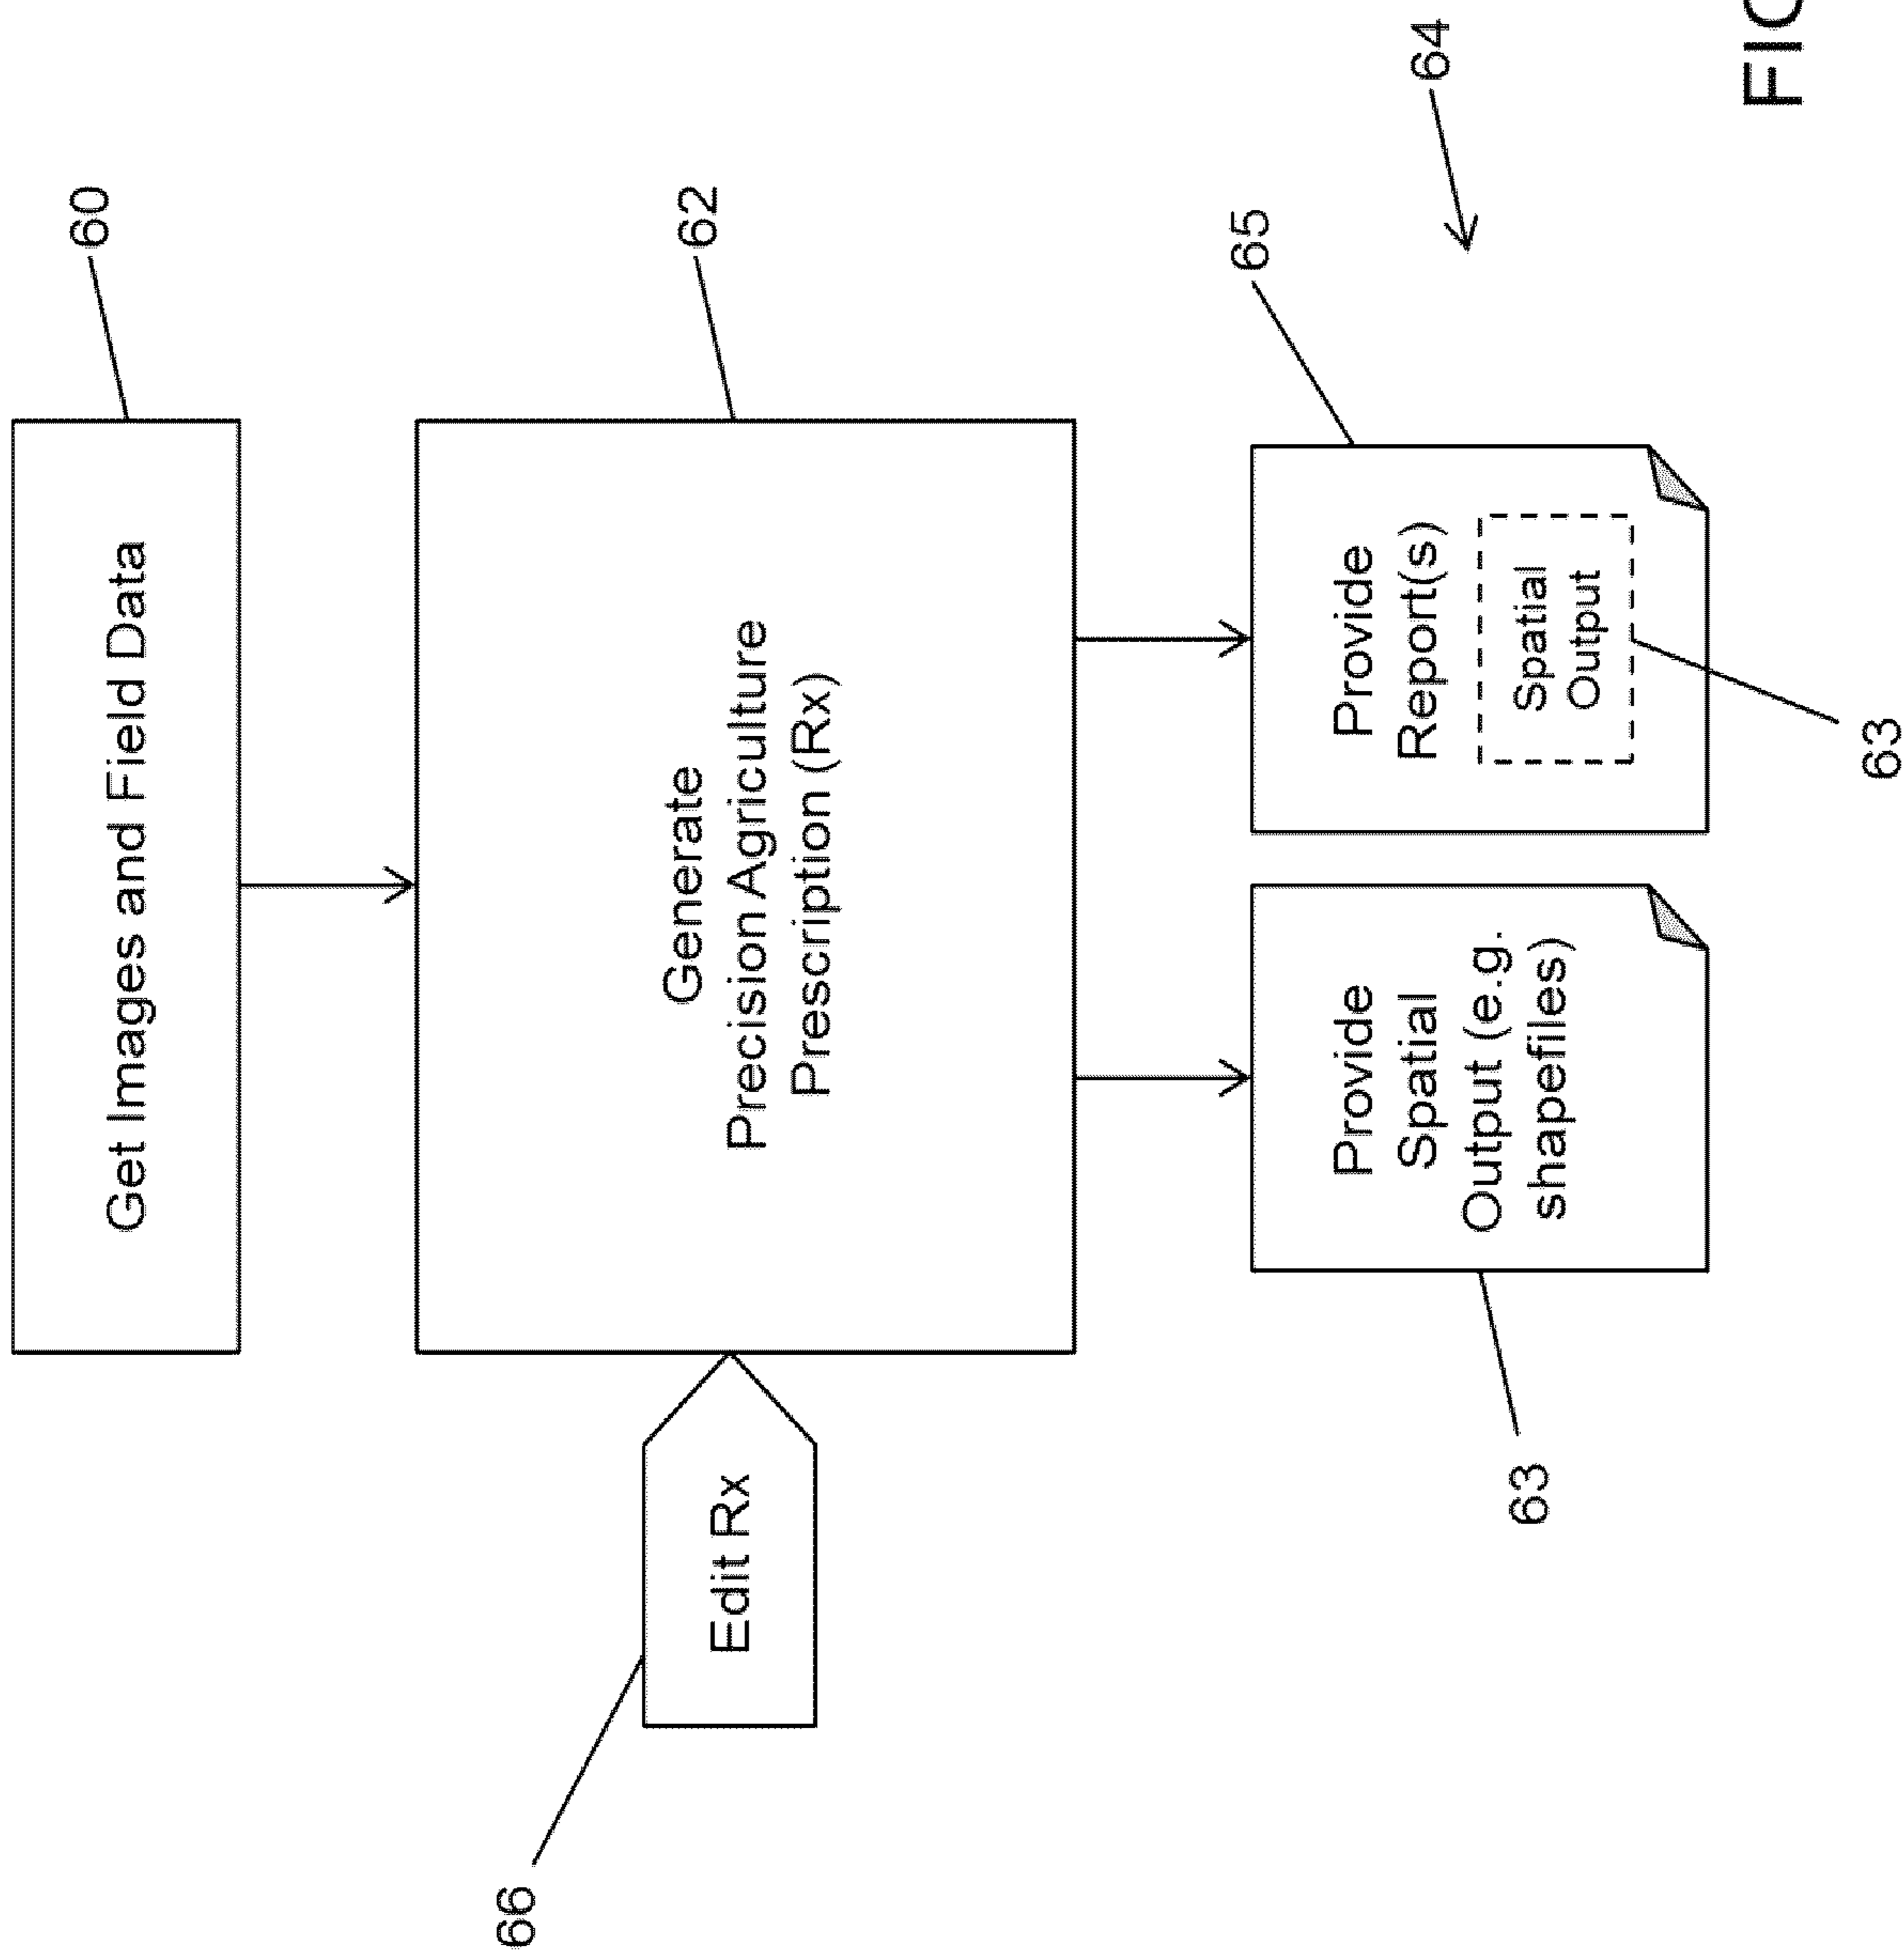 60
Get Images and Field Data
66
Edit Rx
62
Generate
Precision Agriculture
Prescription (Rx)
63
Provide
Spatial
Output (e.g.
shapefiles)
65
Provide
Report(s)
Spatial
Output
63
64